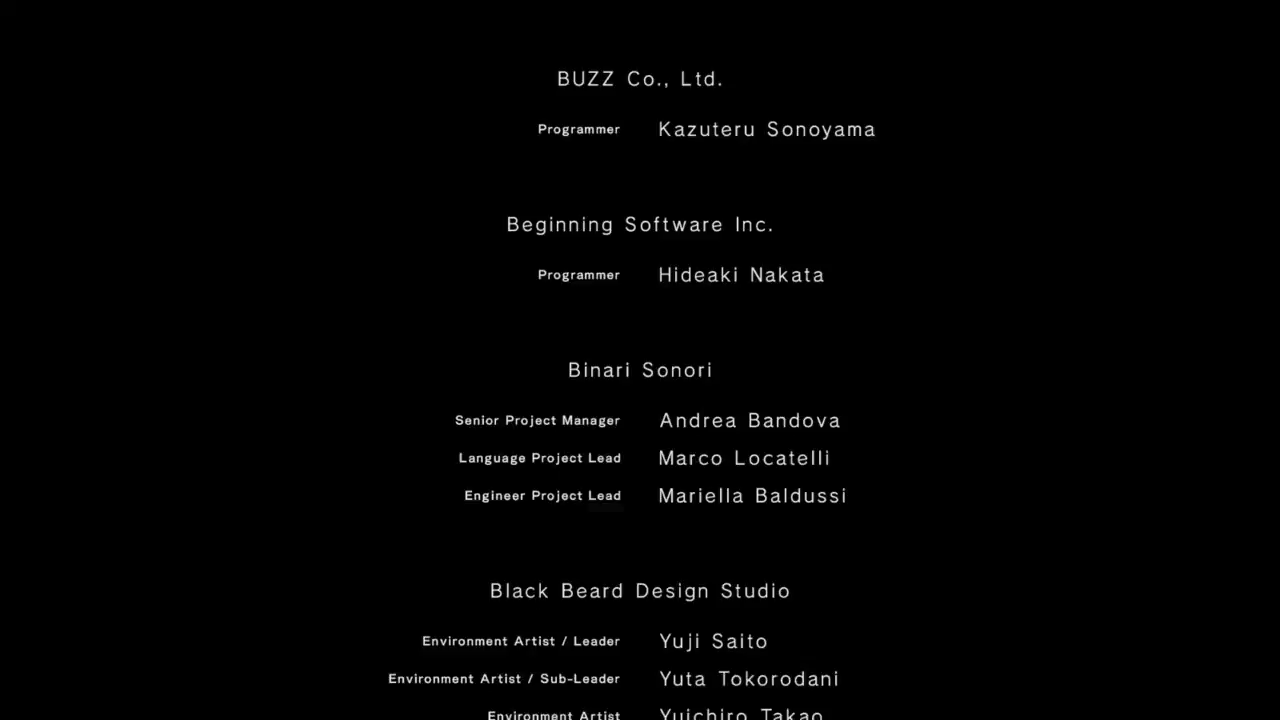 BUZZ Co., Ltd.
Programmer Kazuteru Sonoyama
Beginning Software Inc.
Programmer Hideaki Nakata
Binari Sonori
Senior Project Manager Andrea Bandova
Language Project Lead Marco Locatelli
Engineer Project Lead Mariella Baldussi
Black Beard Design Studio
Environment Artist / Leader Yuji Saito
Environment Artist / Sub-Leader Yuta Tokorodani
Environment Artist Yuichiro Takao